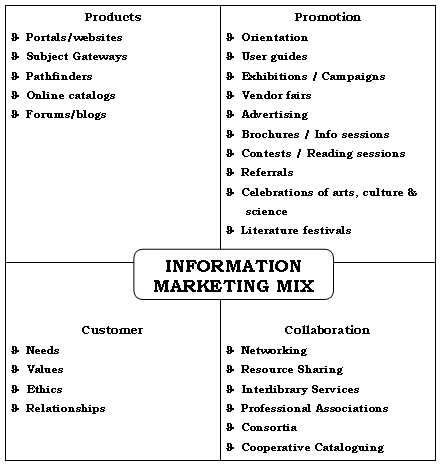 Products
Portals/websites
Subject Gateways
Pathfinders
Online catalogs
Forums/blogs
Promotion
Orientation
User guides
Exhibitions / Campaigns
Vendor fairs
Advertising
Brochures / Info sessions
Contests / Reading sessions
Referrals
Celebrations of arts, culture &
science
Literature festivals
INFORMATION
MARKETING MIX
Customer
Needs
Values
Ethics
Relationships
Collaboration
Networking
Resource Sharing
Interlibrary Services
Professional Associations
Consortia
Cooperative Cataloguing